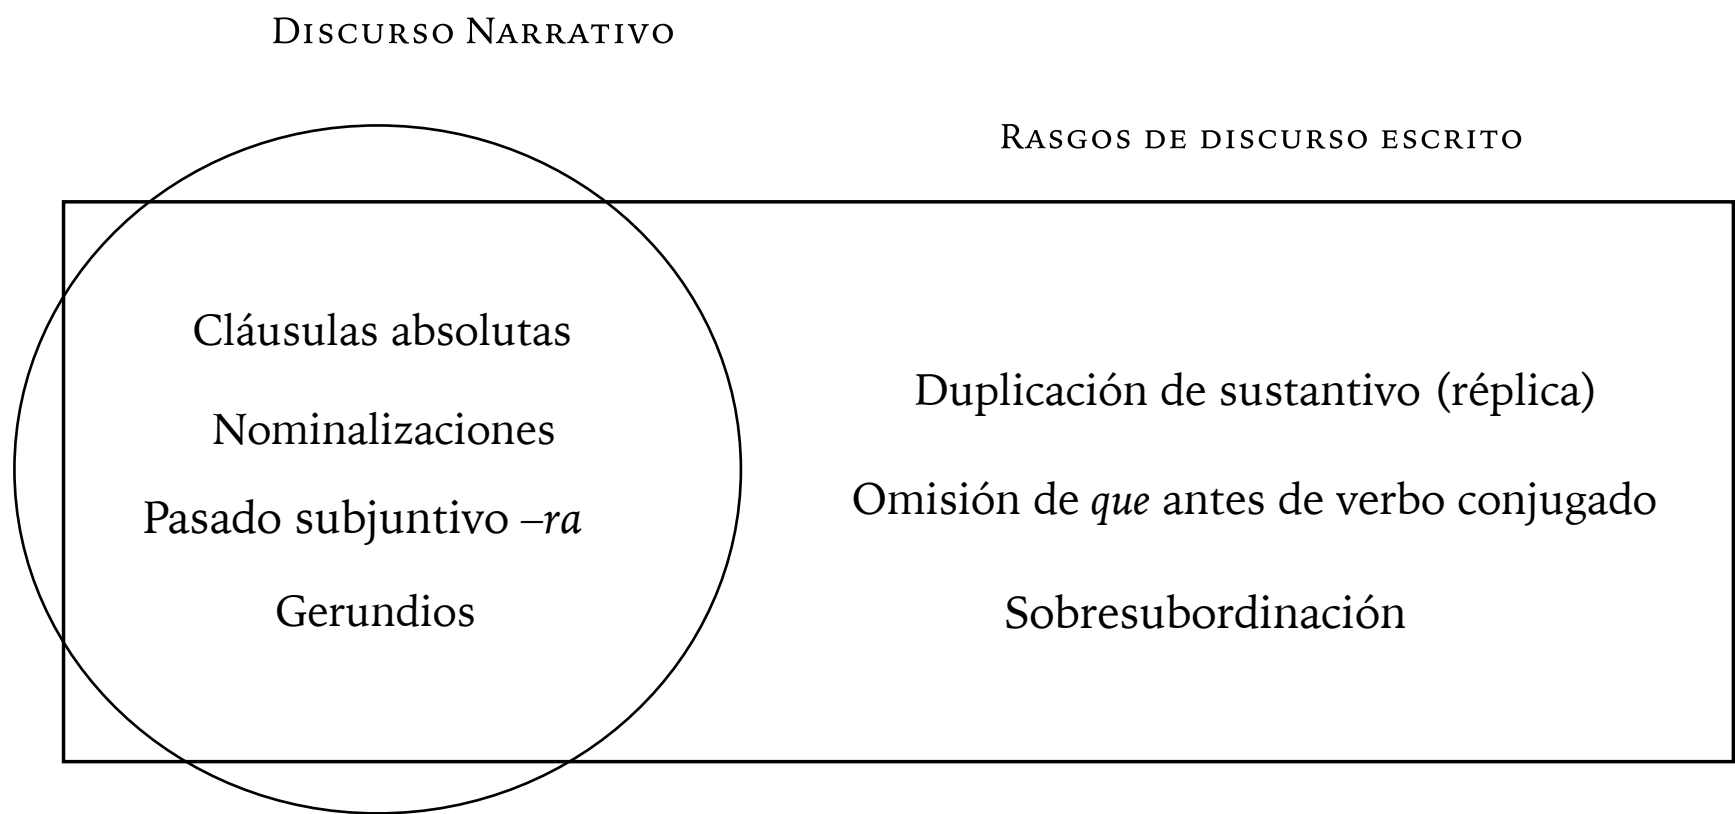 Discurso Narrativo
Rasgos de discurso escrito
Cláusulas absolutas
Nominalizaciones
Pasado subjuntivo –ra
Gerundios
Duplicación de sustantivo (réplica)
Omisión de que antes de verbo conjugado
Sobresubordinación